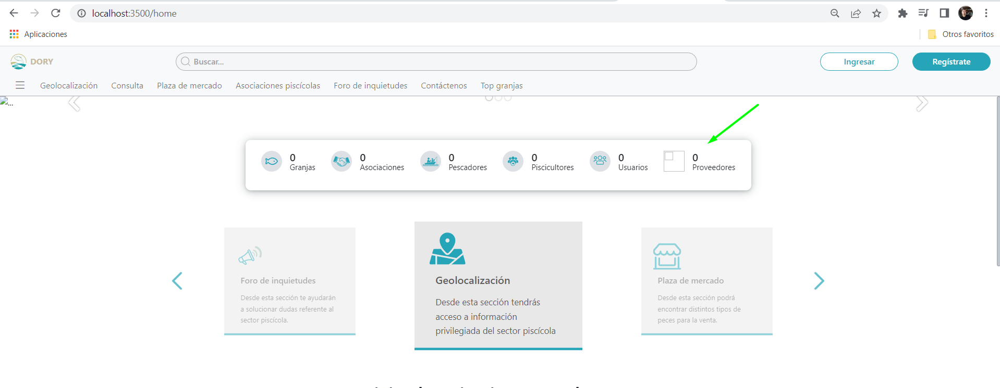 localhost:3500/home
Aplicaciones
Otros favoritos
DORY
Buscar...
Ingresar
Regístrate
Geolocalización
Consulta
Plaza de mercado
Asociaciones piscícolas
Foro de inquietudes
Contáctenos
Top granjas
...
0
Granjas
0
Asociaciones
0
Pescadores
0
Piscicultores
0
Usuarios
0
Proveedores
Foro de inquietudes
Desde esta sección te ayudarán
a solucionar dudas referente al
sector piscícola.
Geolocalización
Desde esta sección tendrás
acceso a información
privilegiada del sector piscícola
Plaza de mercado
Desde esta sección podrá
encontrar distintos tipos de
peces para la venta.